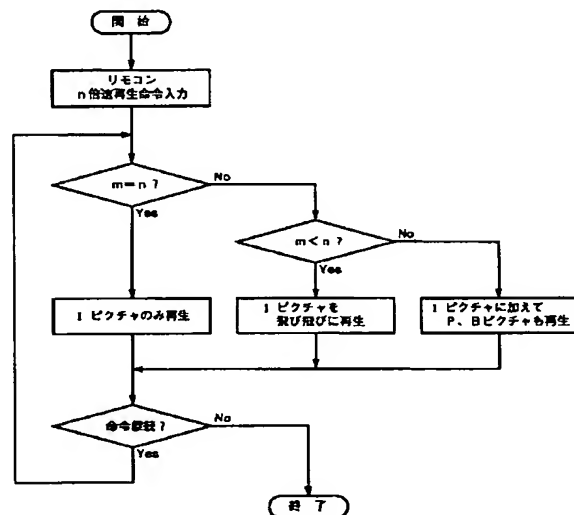 開 始
リモコン
n倍速再生命令入力
m=n?
No
Yes
m<n?
No
Yes
I ピクチャのみ再生
I ピクチャを
飛び飛びに再生
I ピクチャに加えて
P、Bピクチャも再生
命令継続?
No
Yes
終 了